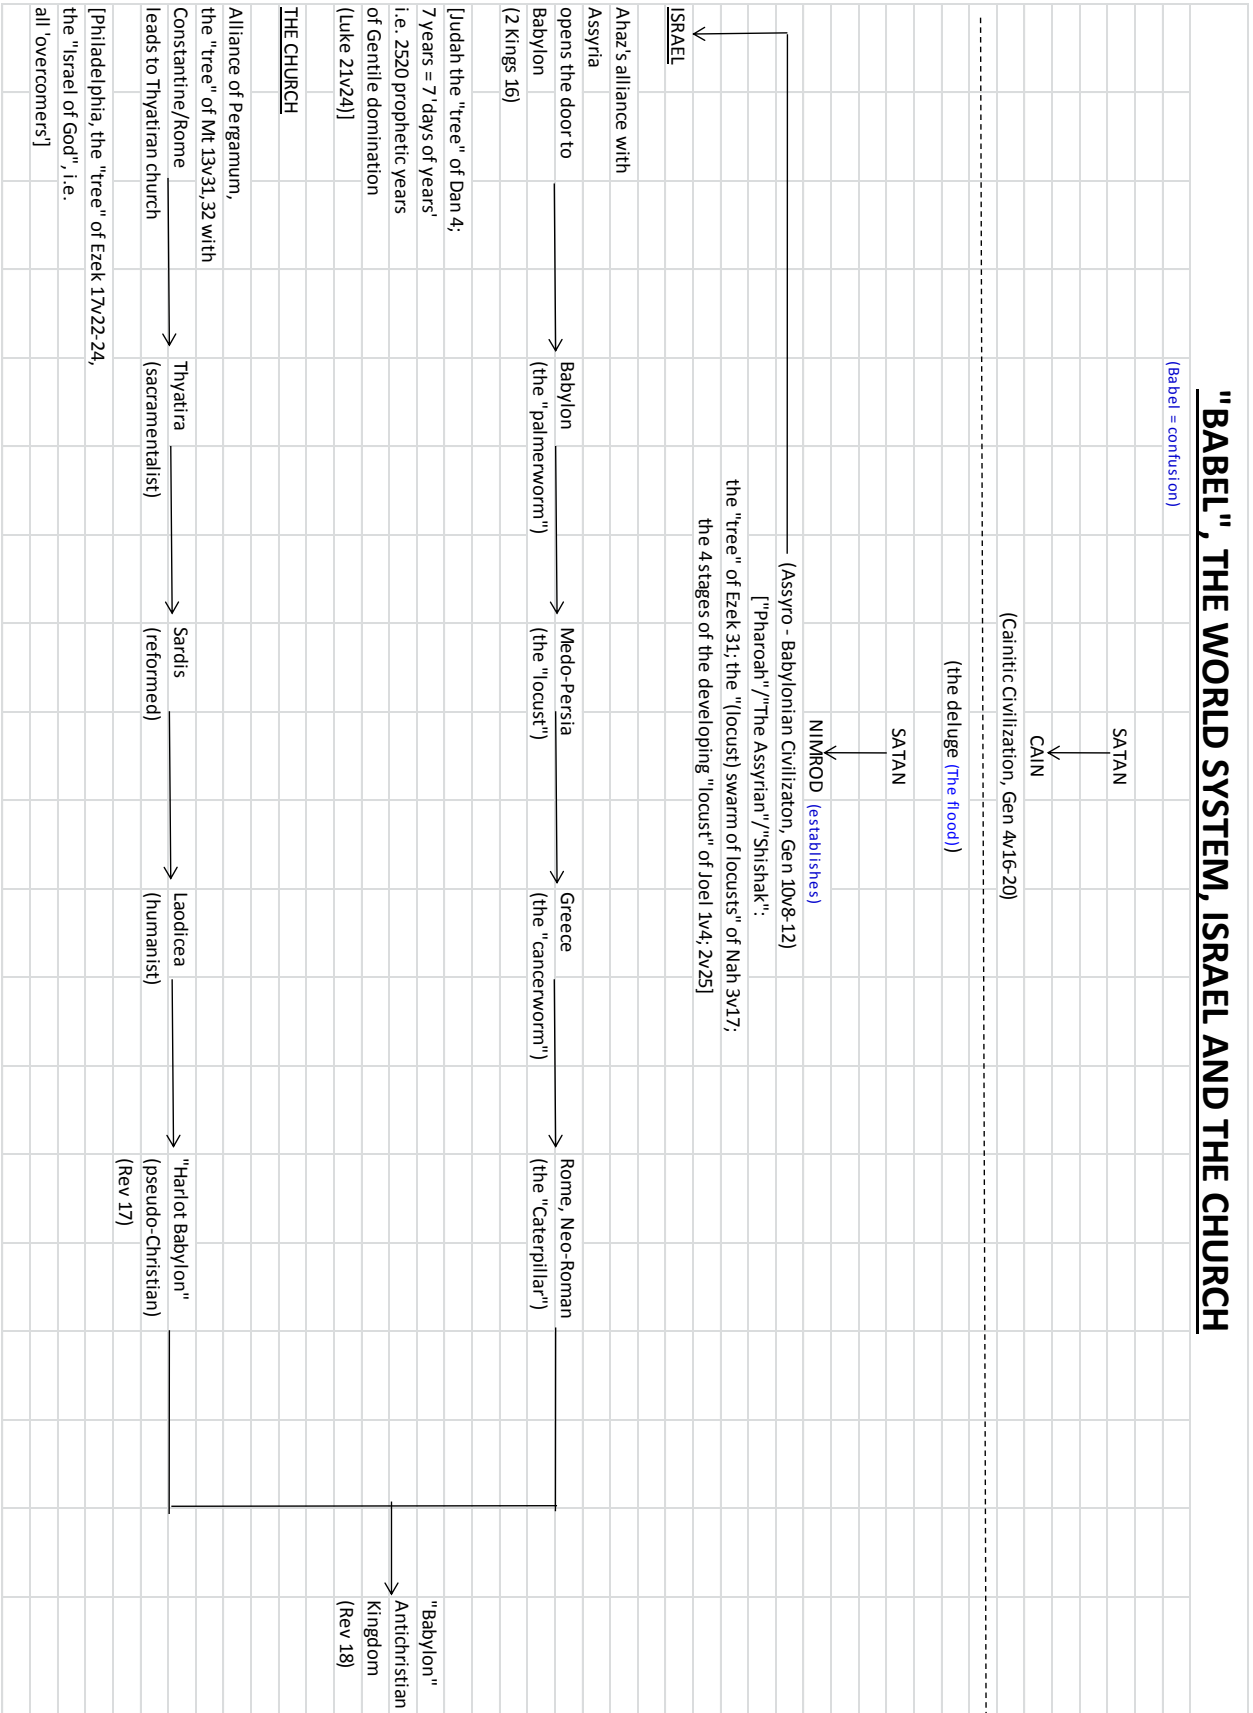 "BABEL", THE WORLD SYSTEM, ISRAEL AND THE CHURCH
(Babel = confusion)
SATAN
CAIN
(Cainitic Civilization, Gen 4v16-20)
(the deluge (The flood))
SATAN
NIMROD (establishes)
(Assyro - Babylonian Civilizaton, Gen 10v8-12)
["Pharoah"/"The Assyrian"/"Shishak":
the "tree" of Ezek 31; the "(locust) swarm of locusts" of Nah 3v17;
the 4 stages of the developing "locust" of Joel 1v4; 2v25]
ISRAEL
Ahaz's alliance with
Assyria
opens the door to
Babylon
(2 Kings 16)
Babylon
(the "palmerworm")
Medo-Persia
(the "locust")
Greece
(the "cancerworm")
Rome, Neo-Roman
(the "Caterpillar")
[Judah the "tree" of Dan 4;
7 years = 7 'days of years'
i.e. 2520 prophetic years
of Gentile domination
(Luke 21v24)]
"Babylon"
Antichristian
Kingdom
(Rev 18)
THE CHURCH
Alliance of Pergamum,
the "tree" of Mt 13v31,32 with
Constantine/Rome
leads to Thyatiran church
Thyatira
(sacramentalist)
Sardis
(reformed)
Laodicea
(humanist)
"Harlot Babylon"
(pseudo-Christian)
(Rev 17)
[Philadelphia, the "tree" of Ezek 17v22-24,
the "Israel of God", i.e.
all 'overcomers']